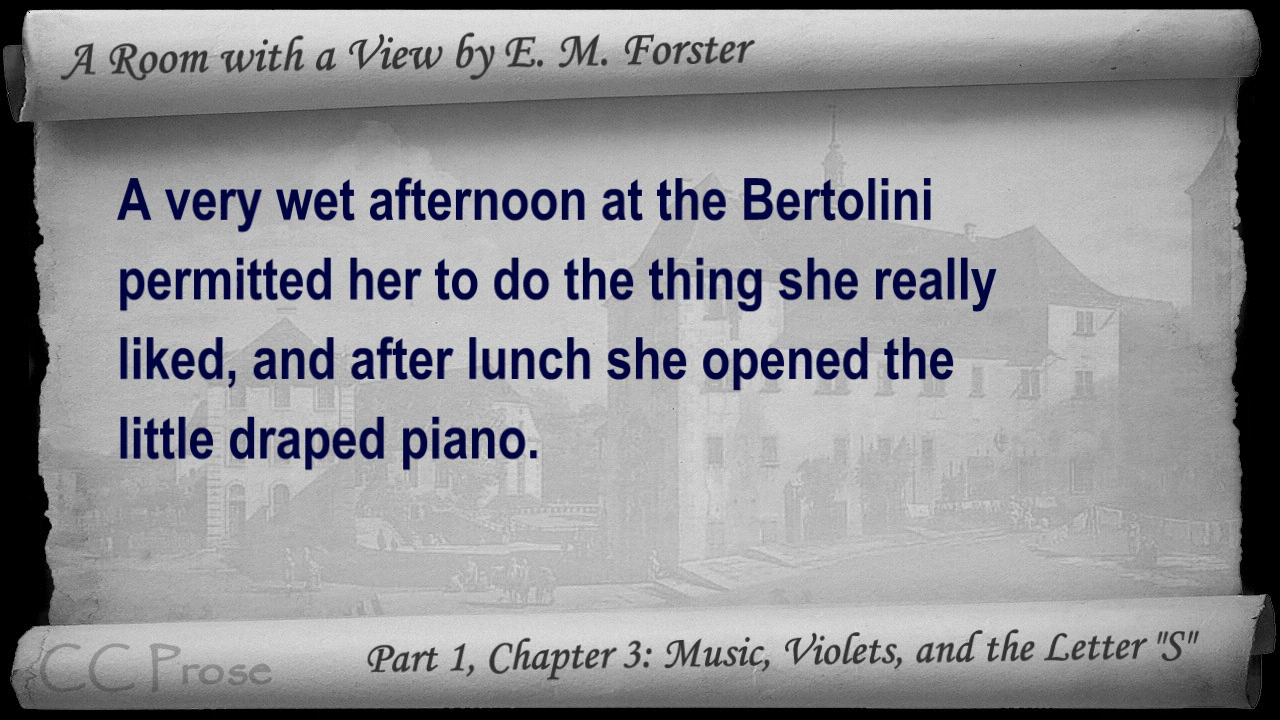 A Room with a View by E. M. Forster
A very wet afternoon at the Bertolini
permitted her to do the thing she really
liked, and after lunch she opened the
little draped piano.
CC Prose
Part 1, Chapter 3: Music, Violets, and the Letter "S"